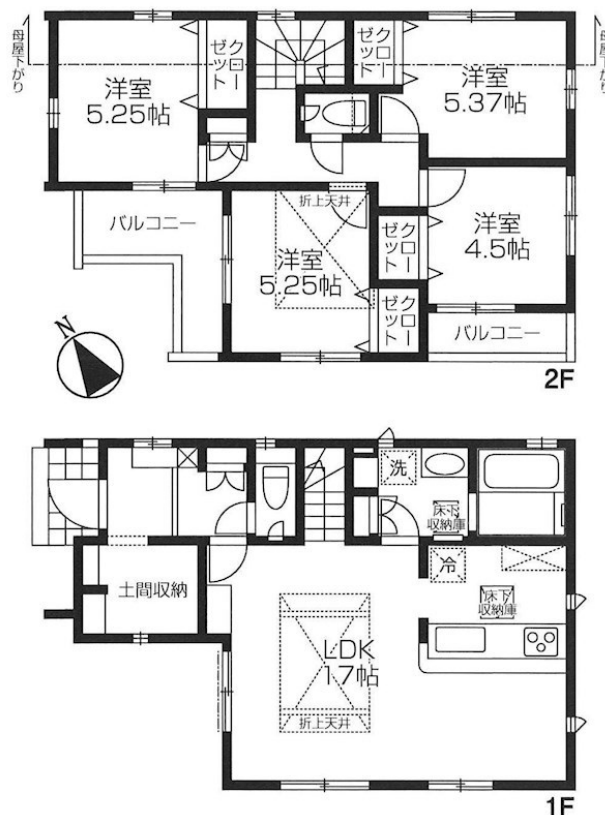 母屋下がり
クローゼット
クローゼット
母屋下がり
洋室
5.25帖
洋室
5.37帖
折上天井
バルコニー
洋室
5.25帖
クローゼット
洋室
4.5帖
クローゼット
バルコニー
N
2F
洗
床下
収納庫
冷
土間収納
床下
収納庫
LDK
17帖
折上天井
1F